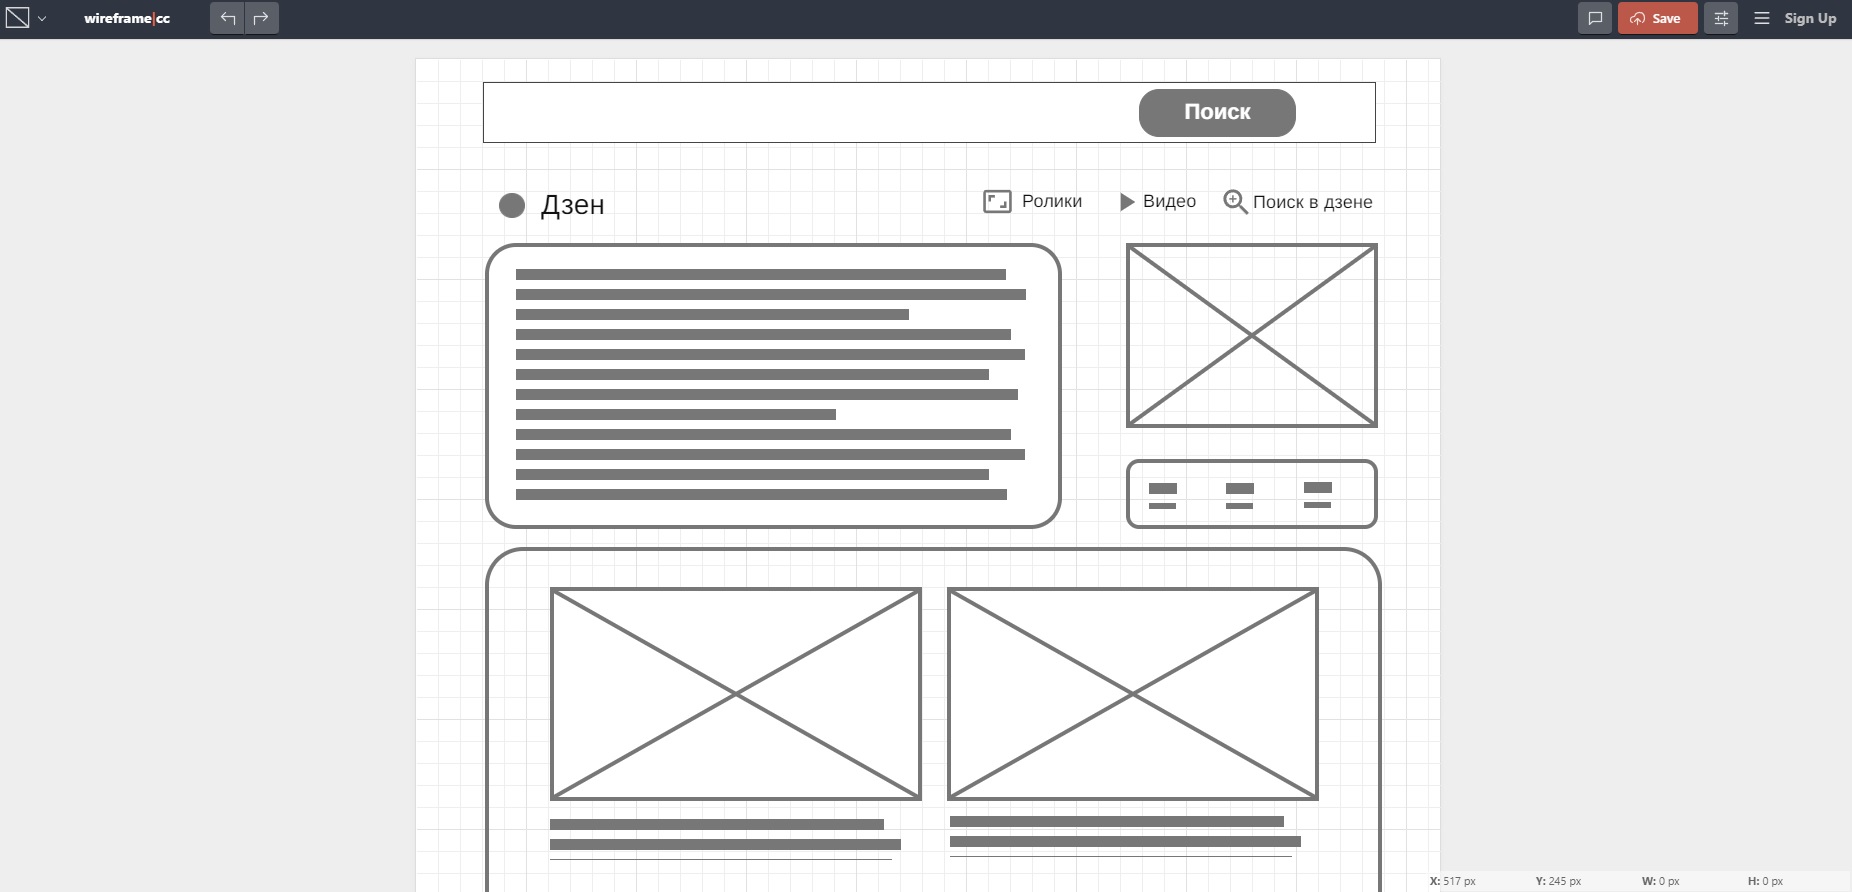 wireframe|cc
Save
Sign Up
Поиск
Дзен
Ролики
Видео
Поиск в дзене
X: 517 px Y: 245 px W: 0 px H: 0 px